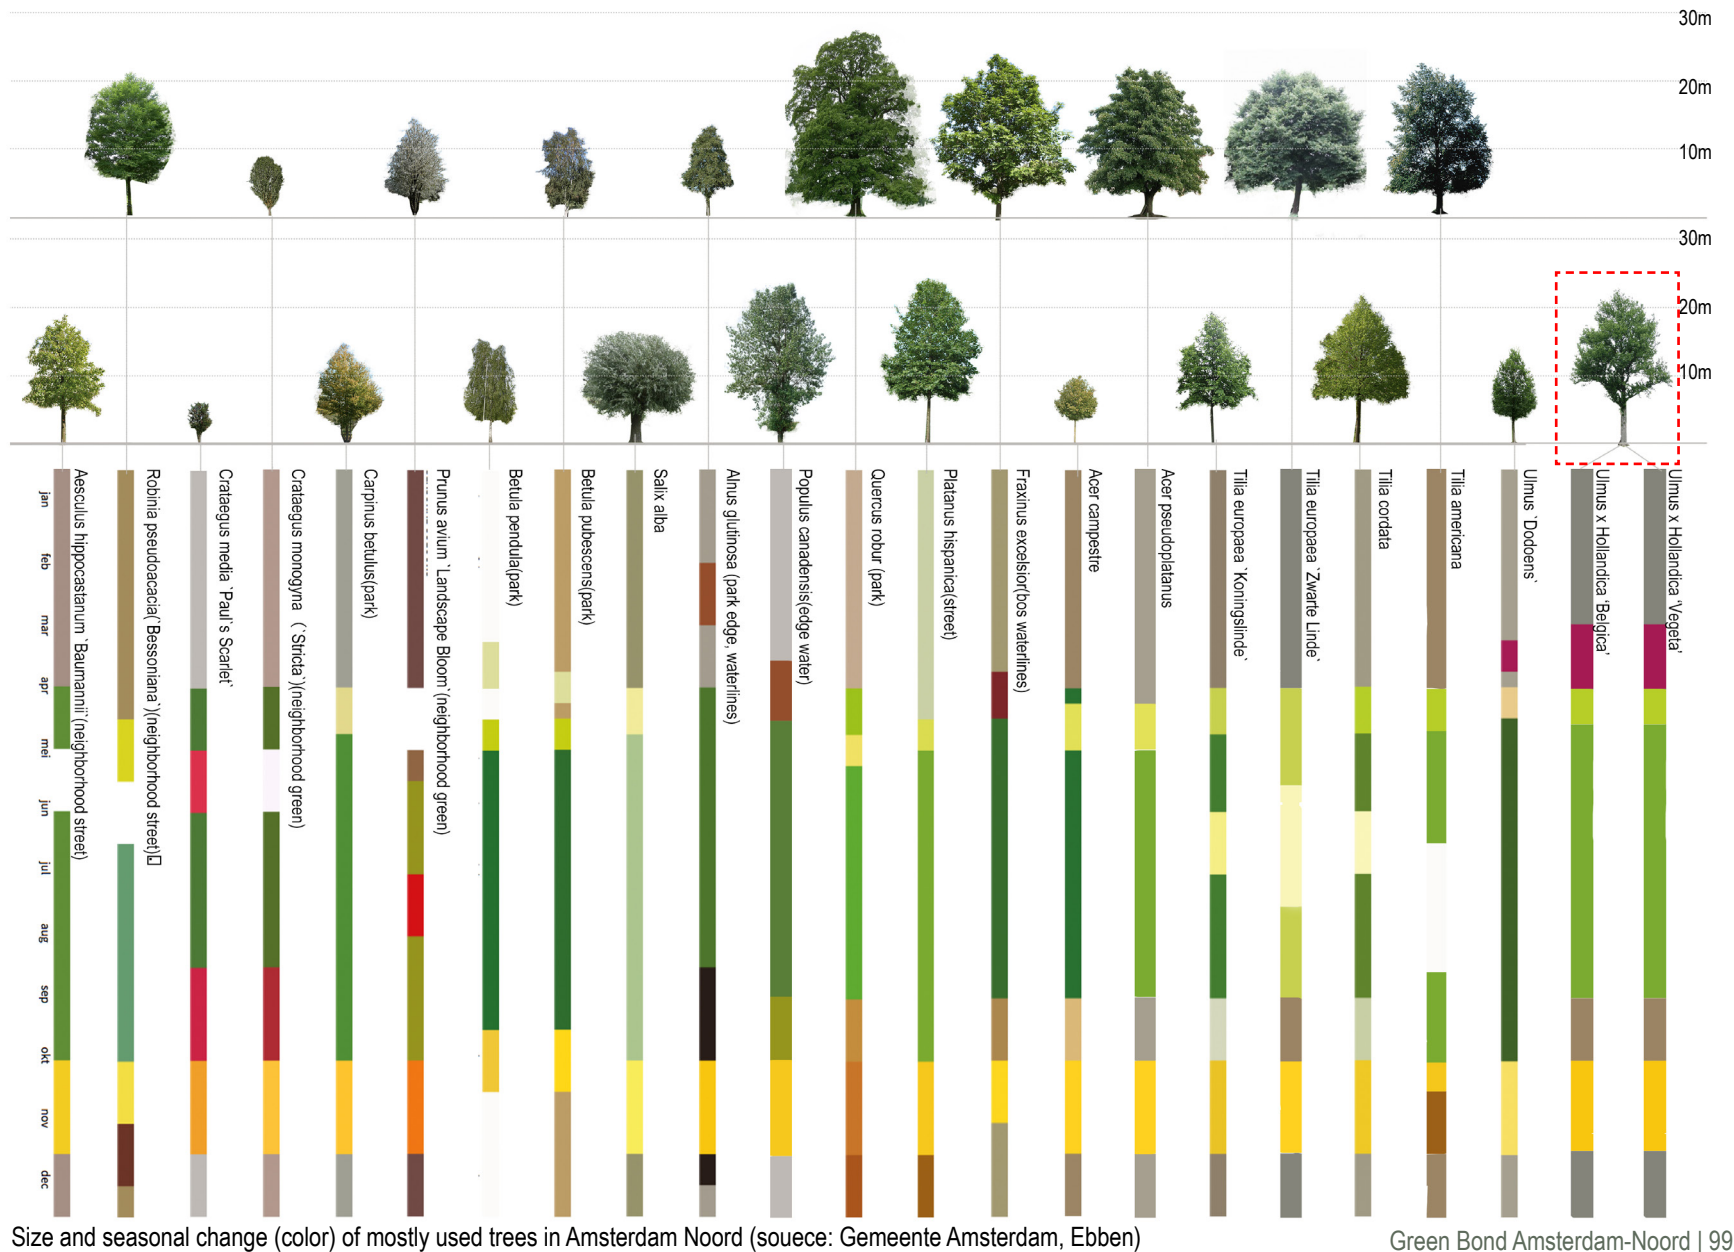 30m
20m
10m
30m
20m
10m
jan
feb
mar
apr
mei
jun
jul
aug
sep
okt
nov
dec
Aesculus hippocastanum `Baumannii`(neighborhood street)
Robinia pseudoacacia(`Bessoniana`)(neighborhood street)
Crataegus media `Paul`s Scarlet`
Crataegus monogyna (`Stricta`)(neighborhood green)
Carpinus betulus(park)
Prunus avium `Landscape Bloom`(neighborhood green)
Betula pendula(park)
Betula pubescens(park)
Salix alba
Alnus glutinosa (park edge, waterlines)
Populus canadensis(edge water)
Quercus robur (park)
Platanus hispanica(street)
Fraxinus excelsior(bos waterlines)
Acer campestre
Acer pseudoplatanus
Tilia europaea `Koningslinde`
Tilia europaea `Zwarte Linde`
Tilia cordata
Tilia americana
Ulmus `Dodoens`
Ulmus x Hollandica 'Belgica'
Ulmus x Hollandica 'Vegeta'
Size and seasonal change (color) of mostly used trees in Amsterdam Noord (souece: Gemeente Amsterdam, Ebben)
Green Bond Amsterdam-Noord | 99